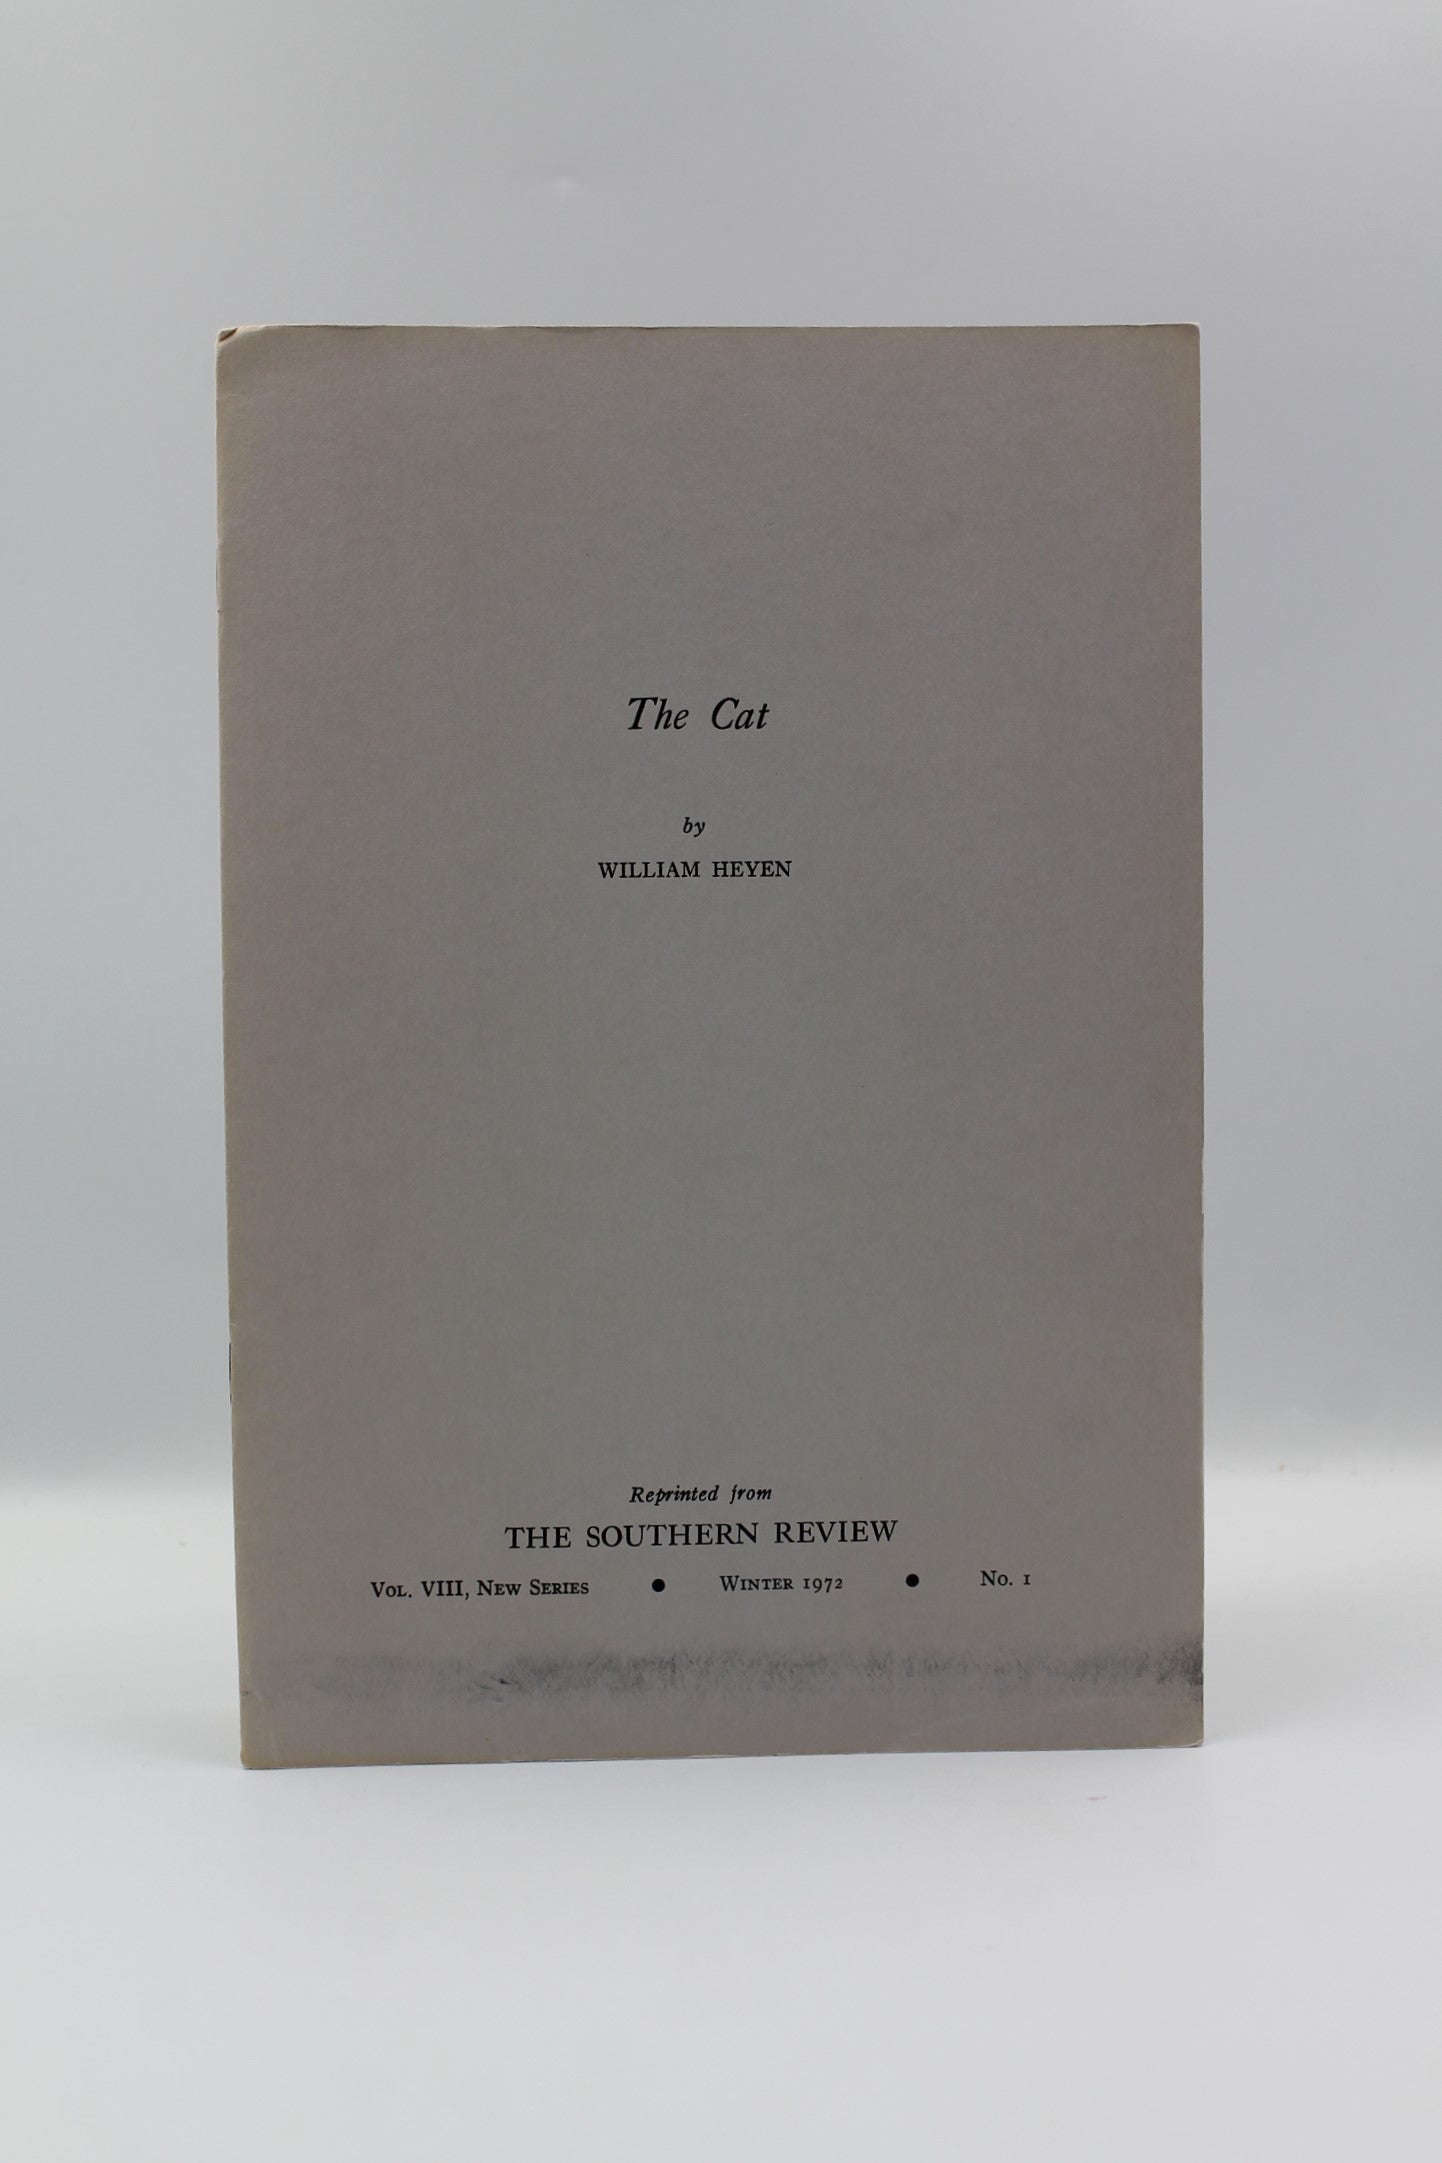 The Cat
by
WILLIAM HEYEN
Reprinted from
THE SOUTHERN REVIEW
Vol. VIII, New Series • Winter 1972 • No. 1